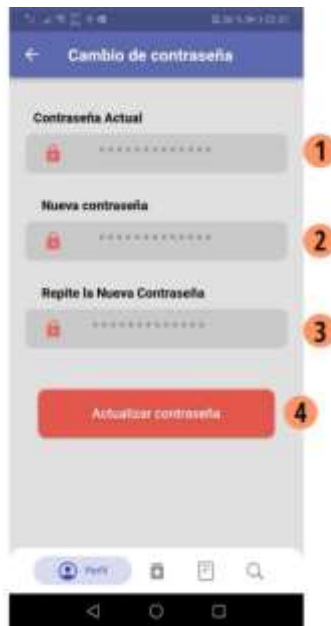 Cambio de contraseña
Contraseña Actual
*************
1
Nueva contraseña
*************
2
Repite la Nueva Contraseña
*************
3
Actualizar contraseña
4
Perfil